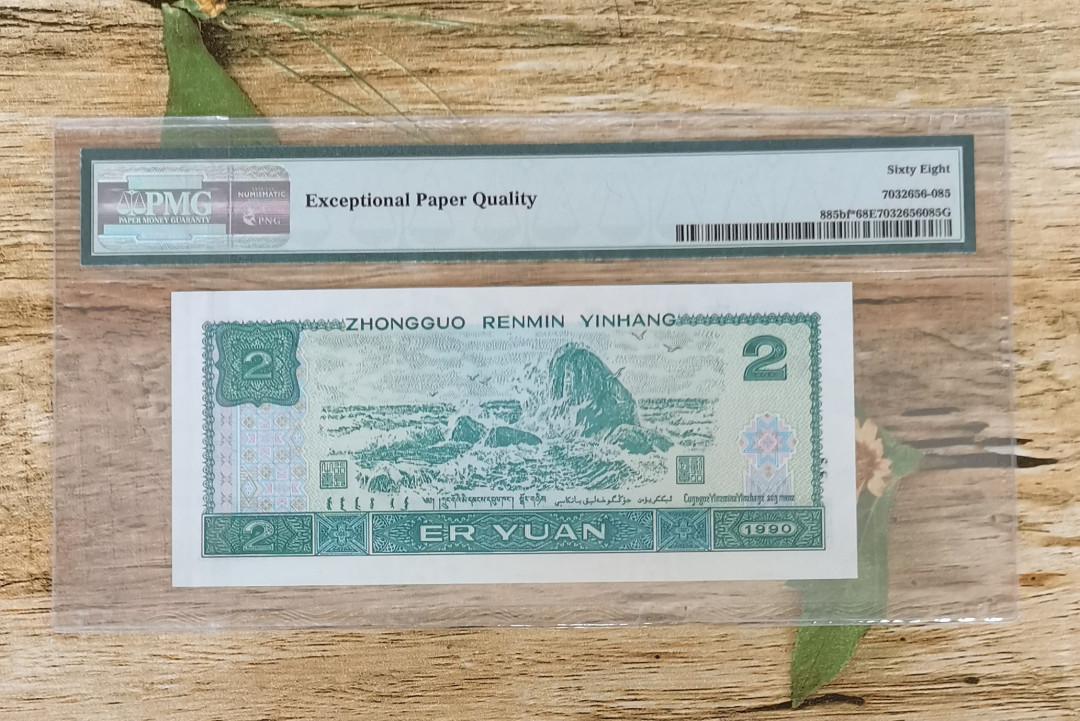 PMG
PAPER MONEY GUARANTY
NUMISMATIC
PNG
Exceptional Paper Quality
Sixty Eight
7032656-085
885bf*68E7032656085G
ZHONGGUO RENMIN YINHANG
2
2
2
ER YUAN
1990